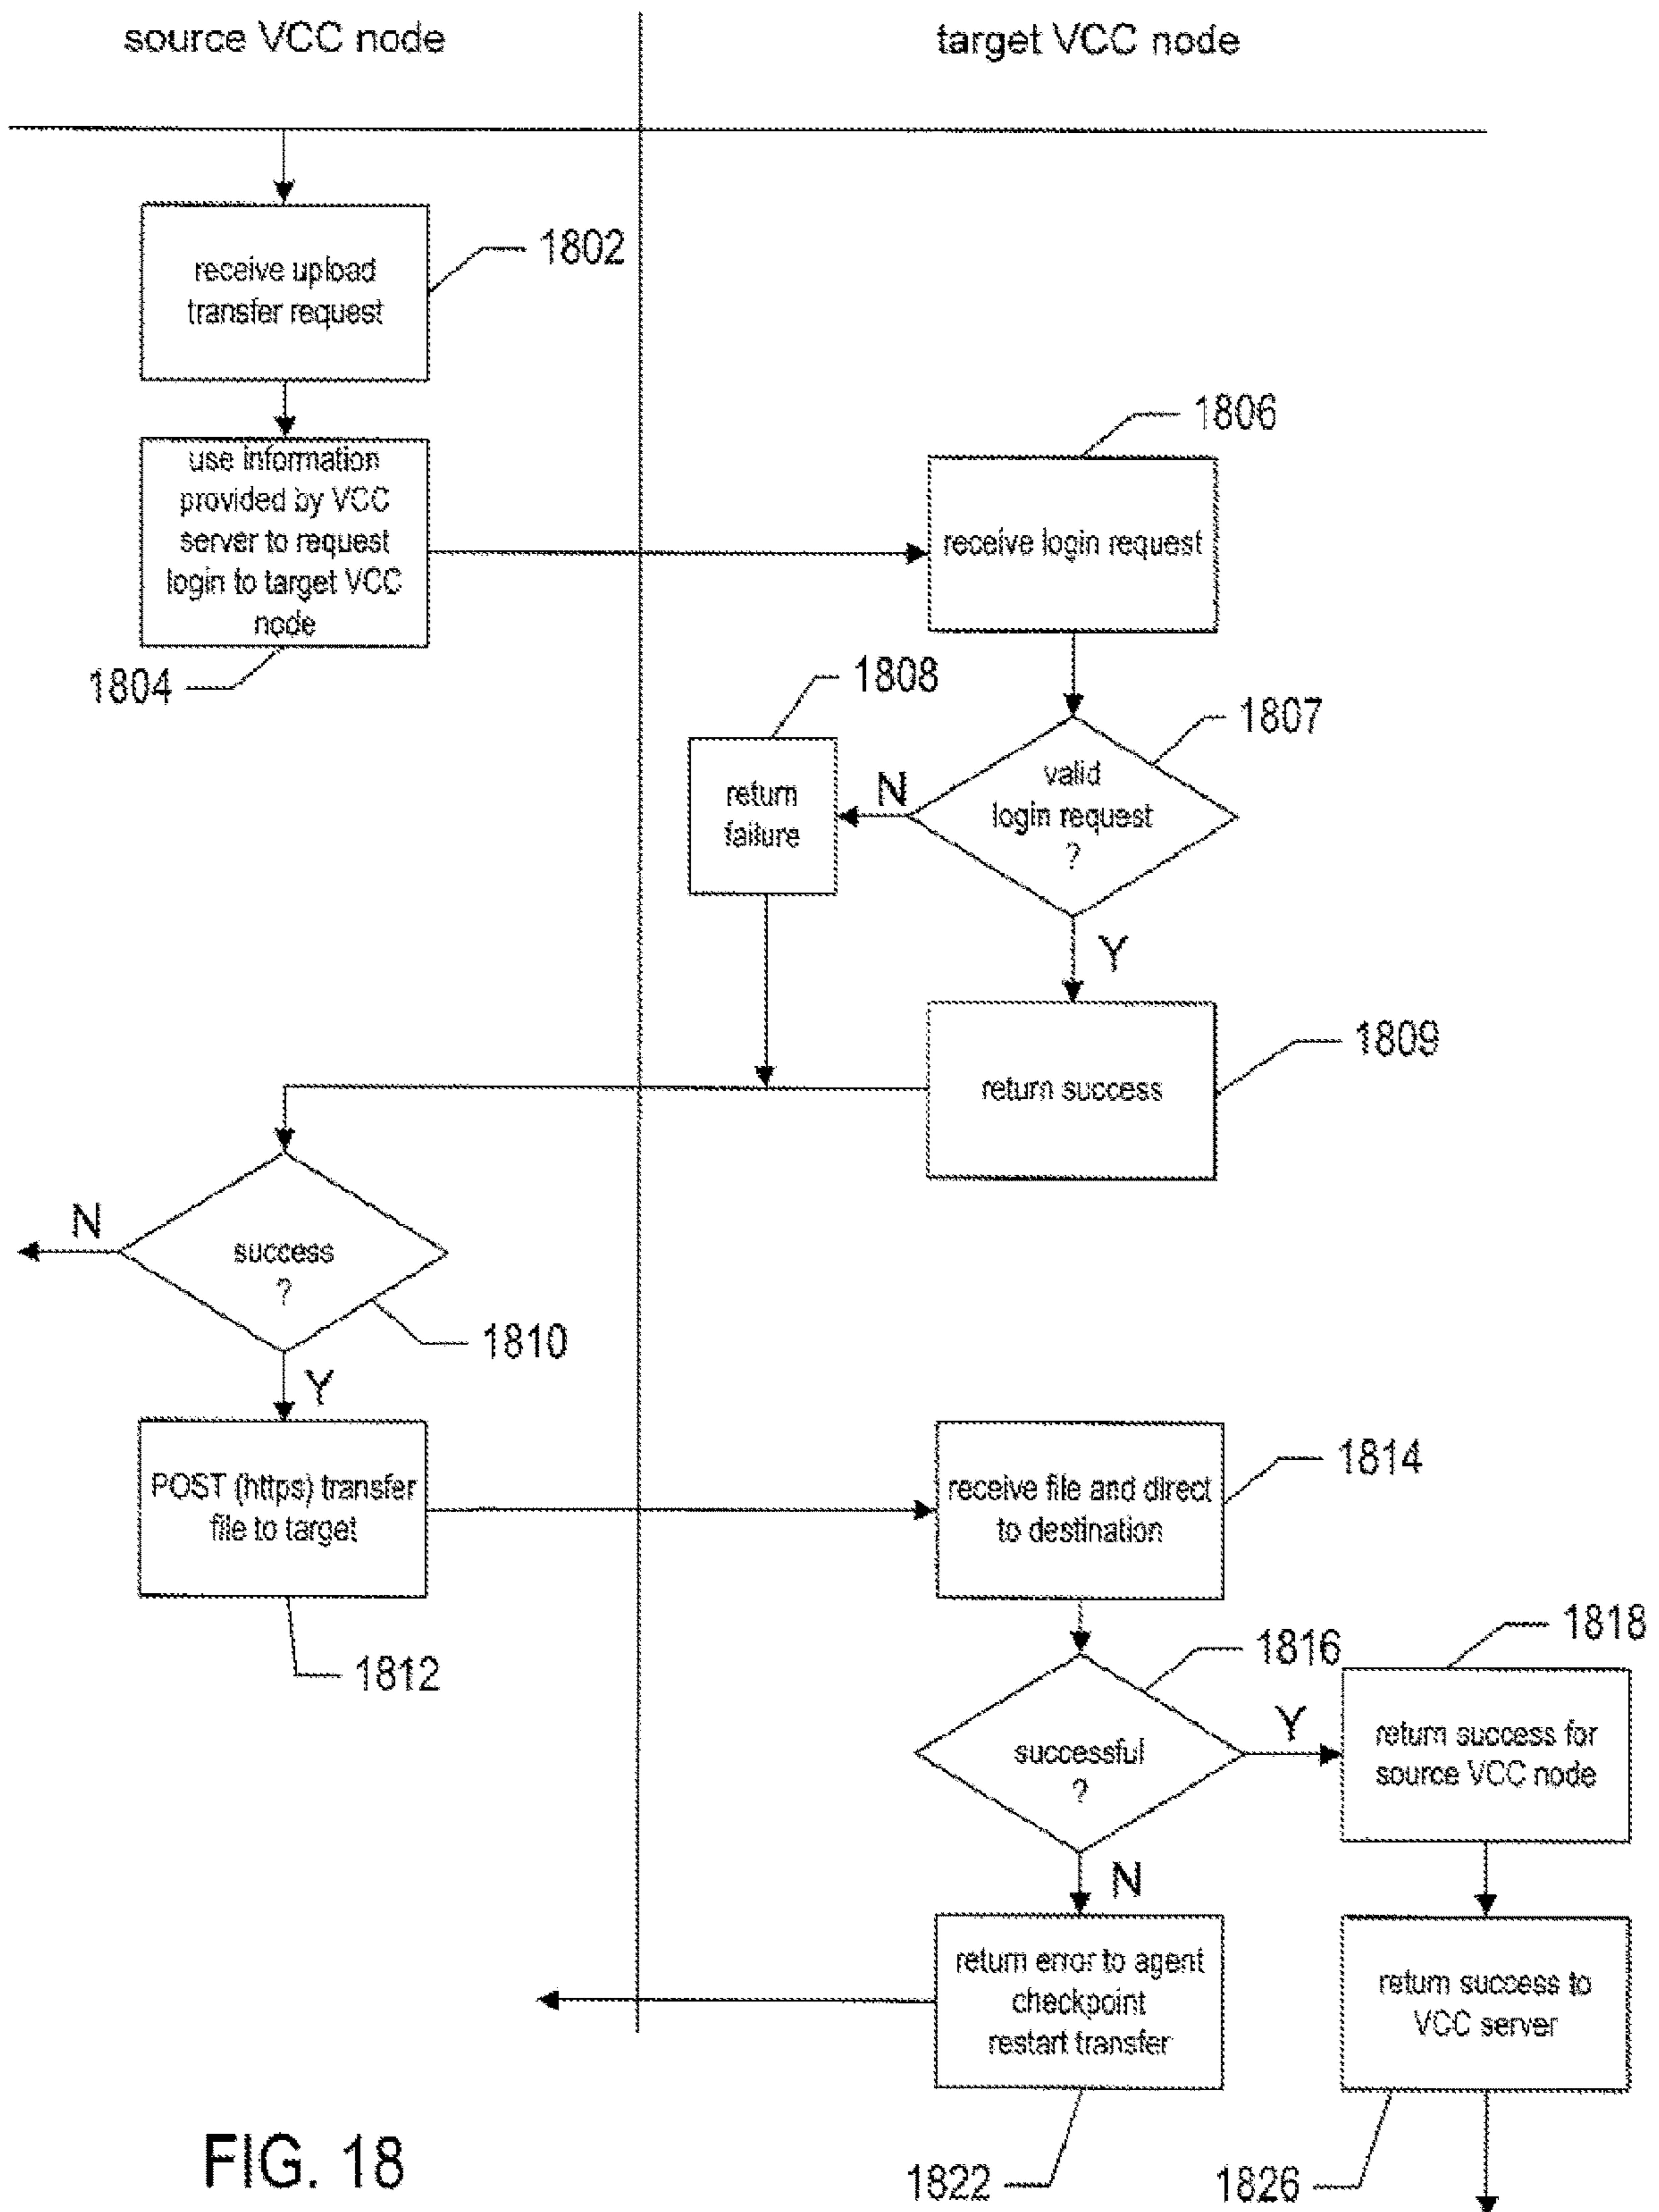 source VCC node
target VCC node
receive upload
transfer request
1802
use information
provided by VCC
server to request
login to target VCC
node
1804
1806
receive login request
1807
valid
login request
?
N
1808
return
failure
Y
1809
return success
success
?
N
1810
Y
POST (https) transfer
file to target
1812
1814
receive file and direct
to destination
1816
successful
?
Y
1818
return success for
source VCC node
N
return error to agent
checkpoint
restart transfer
return success to
VCC server
1822
1826
FIG. 18